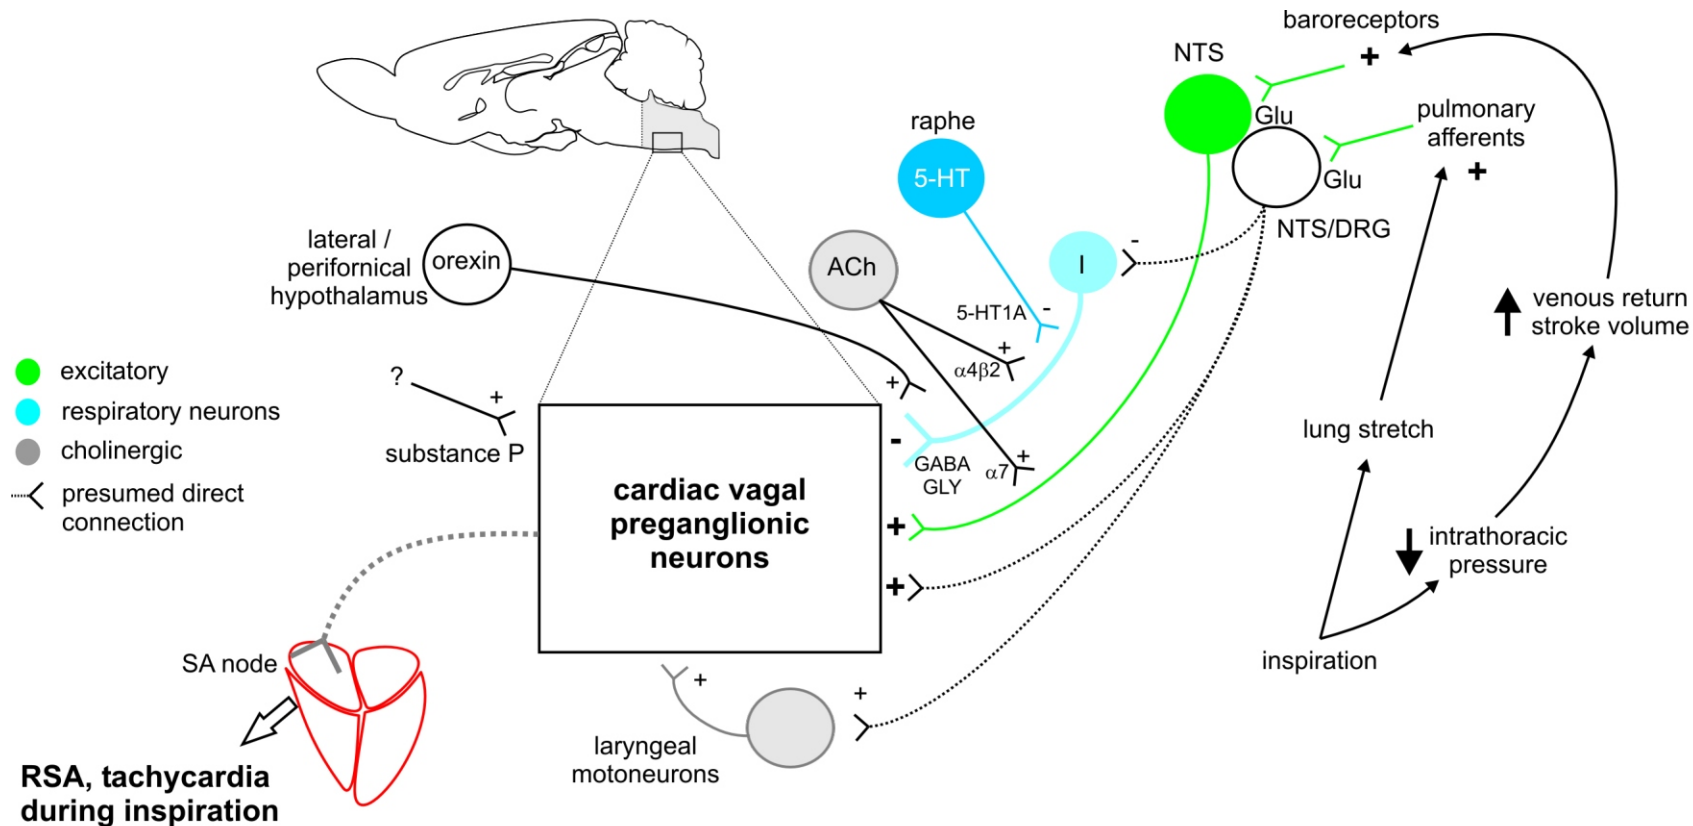 baroreceptors
+
NTS
Glu
pulmonary
afferents
+
Glu
NTS/DRG
raphe
5-HT
lateral /
perifornical
hypothalamus
orexin
ACh
I
-
5-HT1A
-
+
α4β2
+
venous return
stroke volume
excitatory
respiratory neurons
cholinergic
presumed direct
connection
?
+
substance P
-
GABA
GLY
α7
+
lung stretch
cardiac vagal
preganglionic
neurons
+
+
intrathoracic
pressure
inspiration
SA node
+
+
laryngeal
motoneurons
RSA, tachycardia
during inspiration